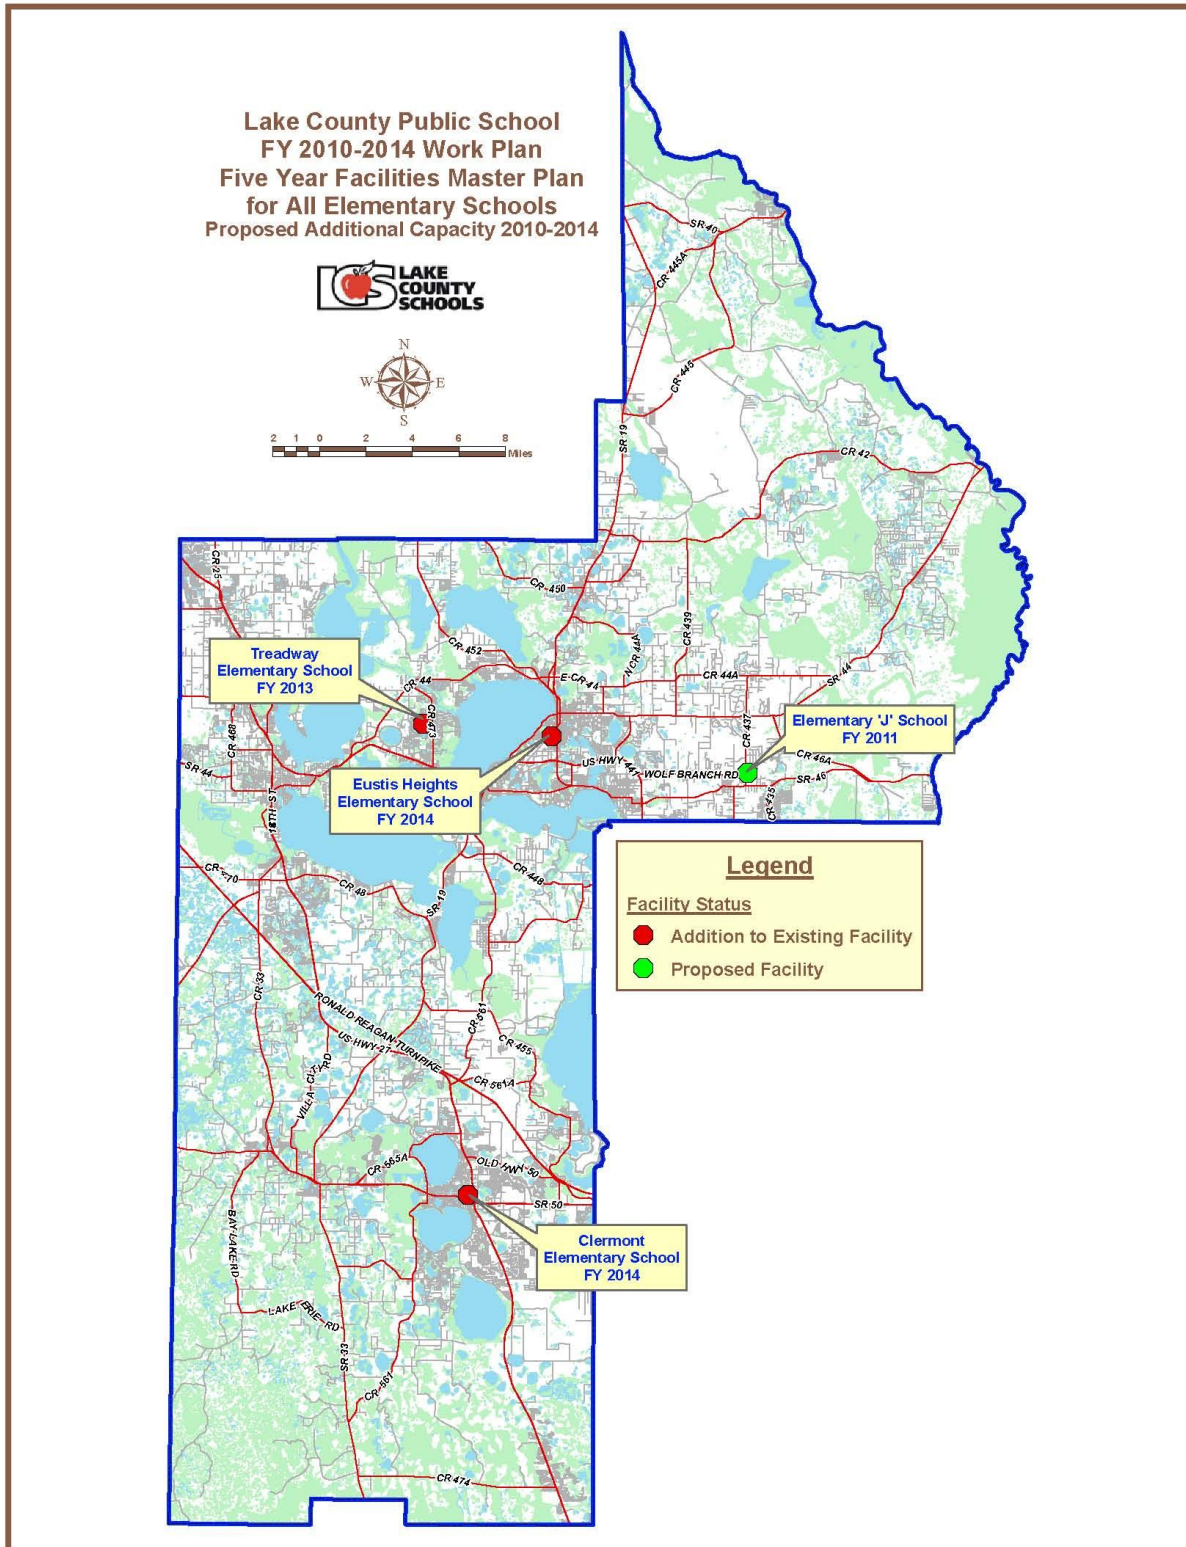 Lake County Public School
FY 2010-2014 Work Plan
Five Year Facilities Master Plan
for All Elementary Schools
Proposed Additional Capacity 2010-2014
LCS LAKE
COUNTY
SCHOOLS
N
W E
S
2 1 0 2 4 6 8
Miles
SR 40
CR 445A
CR 445
SR 19
CR 42
CR 25
CR 450
CR 439
N CR 44A
CR 452
Treadway
Elementary School
FY 2013
CR 44
E CR 44
CR 44A
SR 44
CR 473
CR 468
CR 437
Elementary 'J' School
FY 2011
SR 44
US HWY 441
WOLF BRANCH RD
CR 46A
SR 46
CR 435
Eustis Heights
Elementary School
FY 2014
Legend
Facility Status
Addition to Existing Facility
Proposed Facility
CR 48
CR 448
SR 19
CR 33
RONALD REAGAN TURNPIKE
US HWY 27
CR 561
CR 455
CR 561A
VILLA CITY RD
CR 565A
OLD HWY 50
SR 50
BAY LAKE RD
Clermont
Elementary School
FY 2014
LAKE ERIE RD
SR 33
CR 561
CR 474